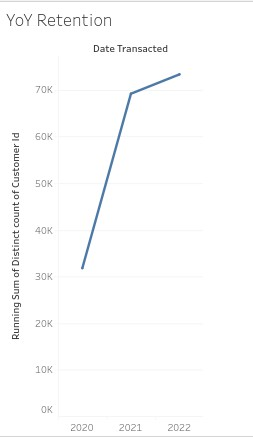 YoY Retention
Date Transacted
Running Sum of Distinct count of Customer Id
70K
60K
50K
40K
30K
20K
10K
0K
2020 2021 2022